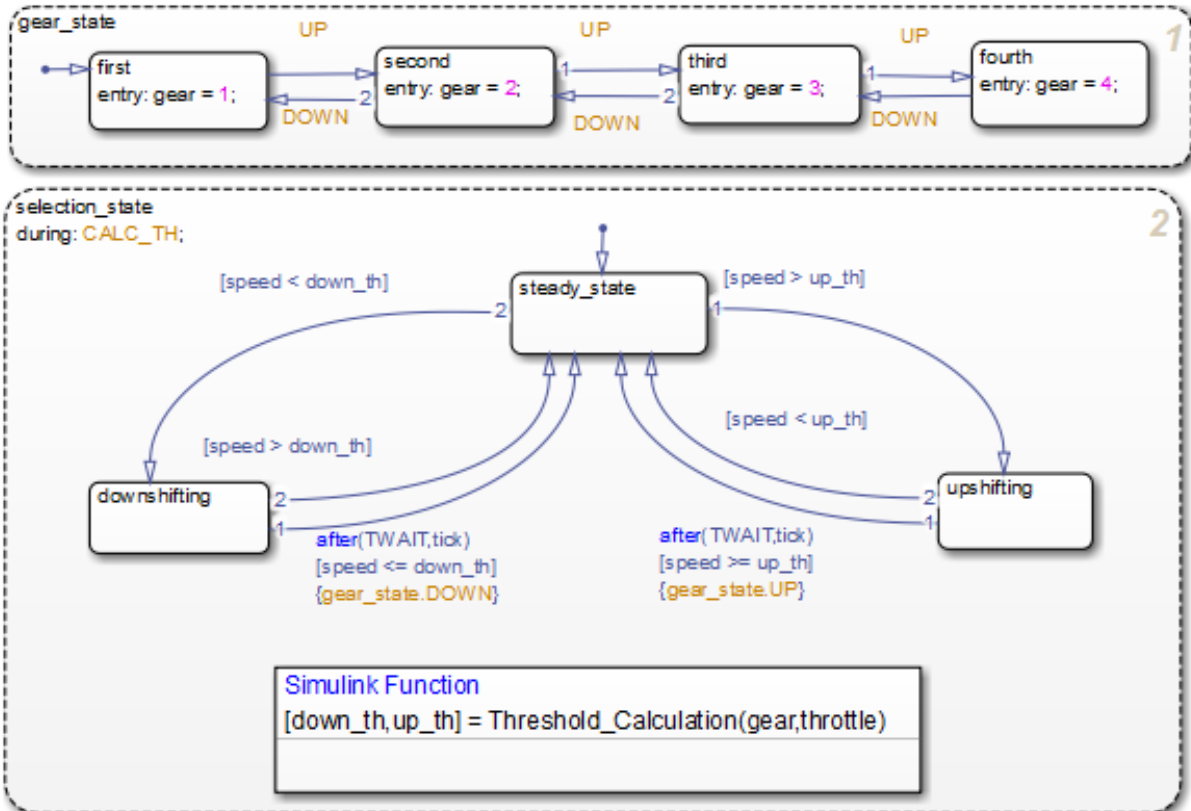 gear_state
1
UP
UP
UP
first
entry: gear = 1;
second
entry: gear = 2;
third
entry: gear = 3;
fourth
entry: gear = 4;
1
2
1
2
1
DOWN
DOWN
DOWN
selection_state
during: CALC_TH;
2
[speed < down_th]
steady_state
[speed > up_th]
2
1
[speed > down_th]
[speed < up_th]
downshifting
2
1
upshifting
2
1
after(TWAIT,tick)
[speed <= down_th]
{gear_state.DOWN}
after(TWAIT,tick)
[speed >= up_th]
{gear_state.UP}
Simulink Function
[down_th,up_th] = Threshold_Calculation(gear,throttle)